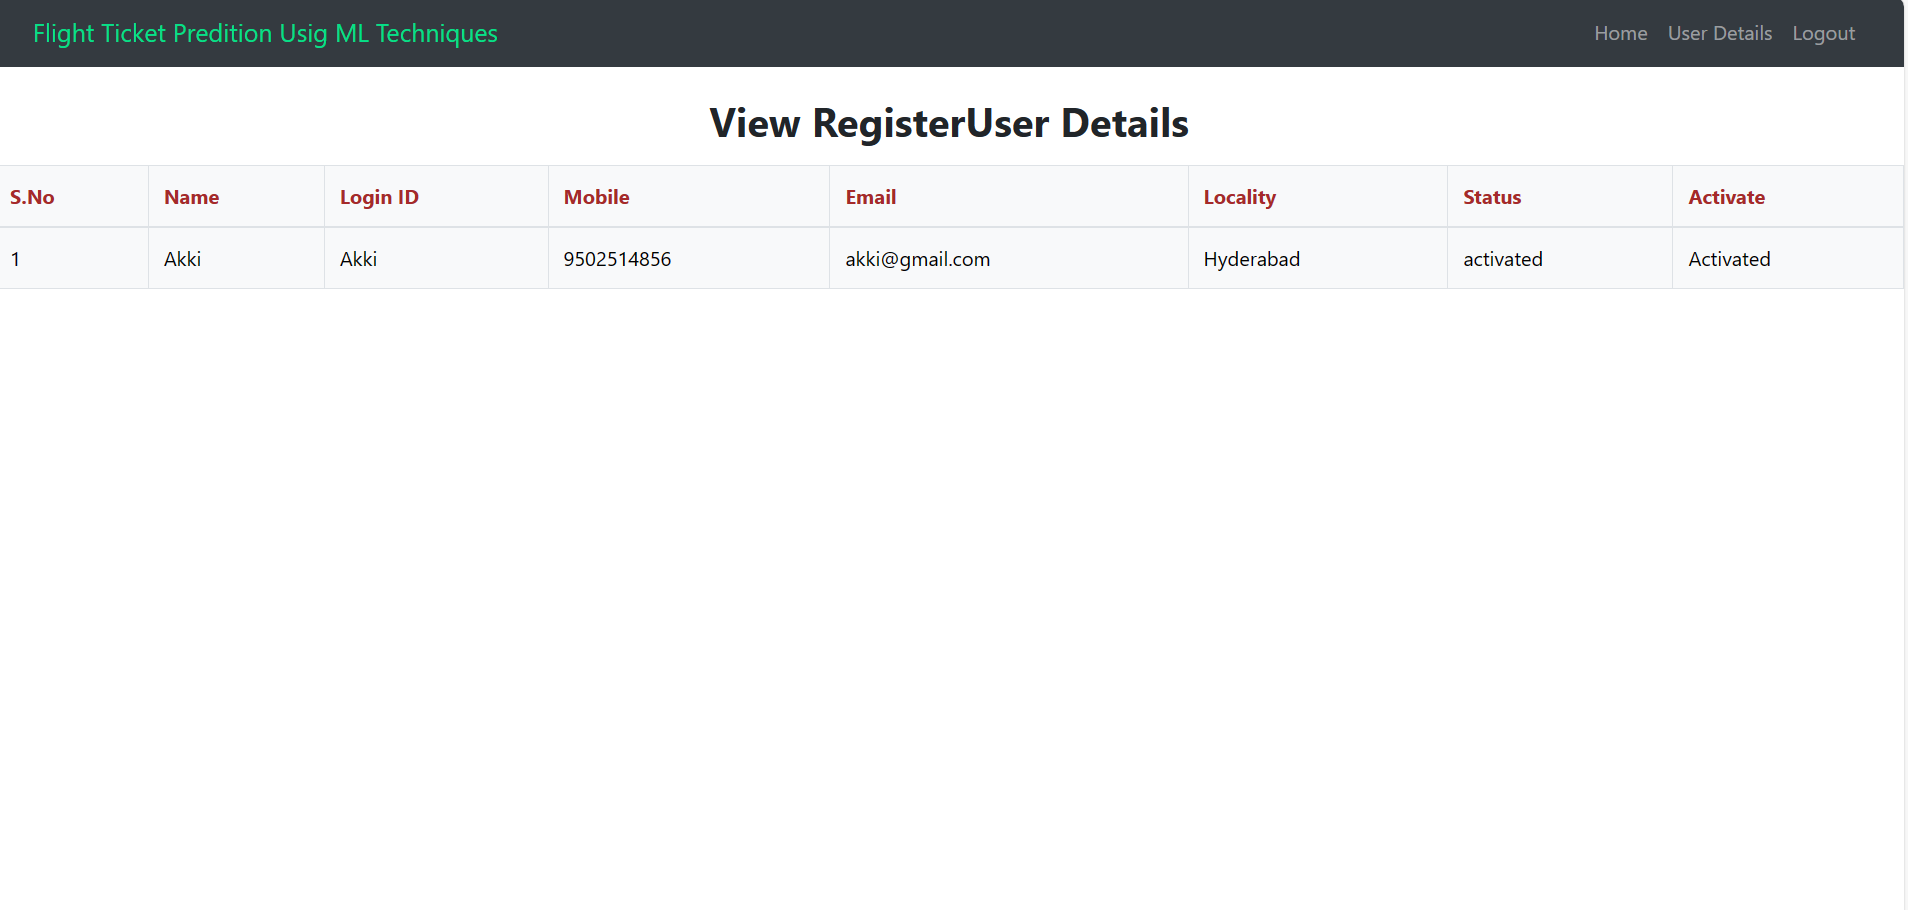 Flight Ticket Predition Usig ML Techniques Home User Details Logout
View RegisterUser Details
S.No Name Login ID Mobile Email Locality Status Activate
1 Akki Akki 9502514856 akki@gmail.com Hyderabad activated Activated